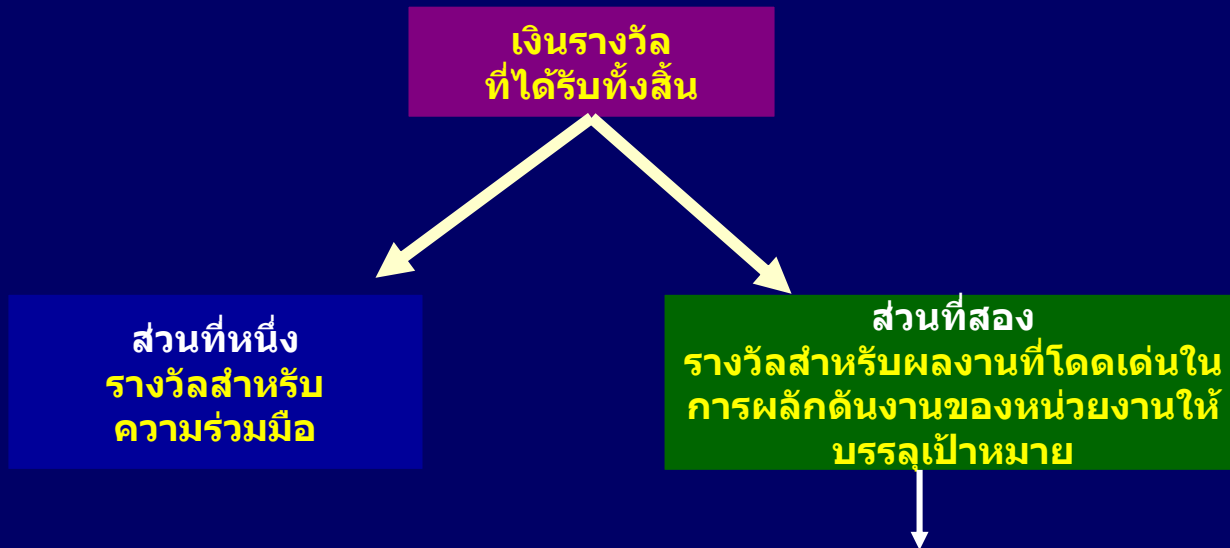 เงินรางวัล
ที่ได้รับทั้งสิ้น
ส่วนที่หนึ่ง
รางวัลสำหรับ
ความร่วมมือ
ส่วนที่สอง
รางวัลสำหรับผลงานที่โดดเด่นใน
การผลักดันงานของหน่วยงานให้
บรรลุเป้าหมาย